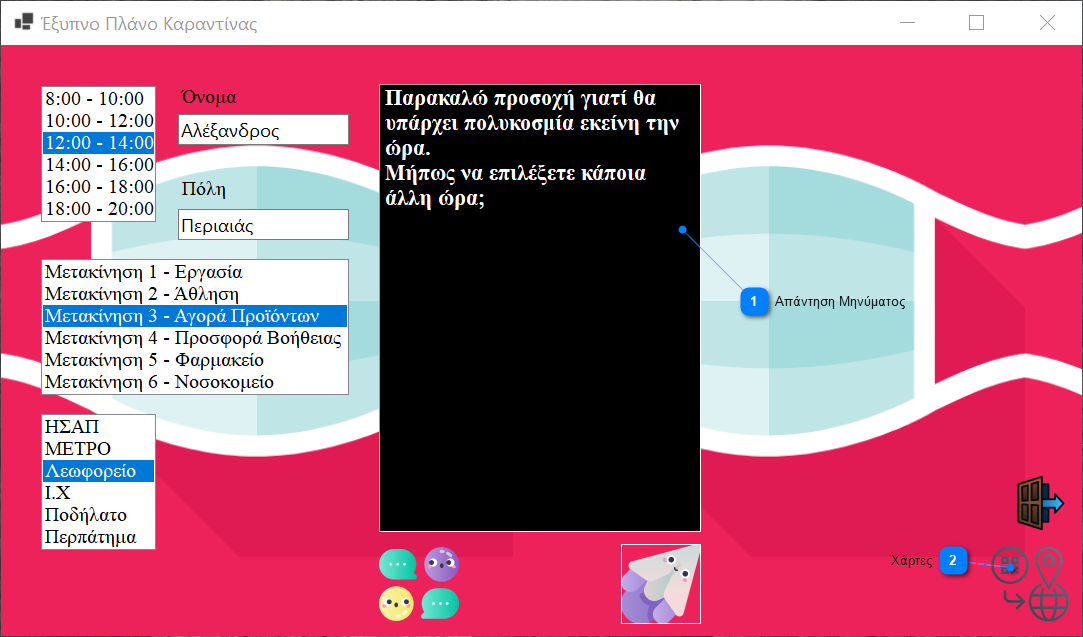 Έξυπνο Πλάνο Καραντίνας
8:00 - 10:00
10:00 - 12:00
12:00 - 14:00
14:00 - 16:00
16:00 - 18:00
18:00 - 20:00
Όνομα
Αλέξανδρος
Πόλη
Περιαιάς
Μετακίνηση 1 - Εργασία
Μετακίνηση 2 - Άθληση
Μετακίνηση 3 - Αγορά Προϊόντων
Μετακίνηση 4 - Προσφορά Βοήθειας
Μετακίνηση 5 - Φαρμακείο
Μετακίνηση 6 - Νοσοκομείο
ΗΣΑΠ
ΜΕΤΡΟ
Λεωφορείο
Ι.Χ
Ποδήλατο
Περπάτημα
Παρακαλώ προσοχή γιατί θα
υπάρχει πολυκοσμία εκείνη την
ώρα.
Μήπως να επιλέξετε κάποια
άλλη ώρα;
1 Απάντηση Μηνύματος
Χάρτες 2